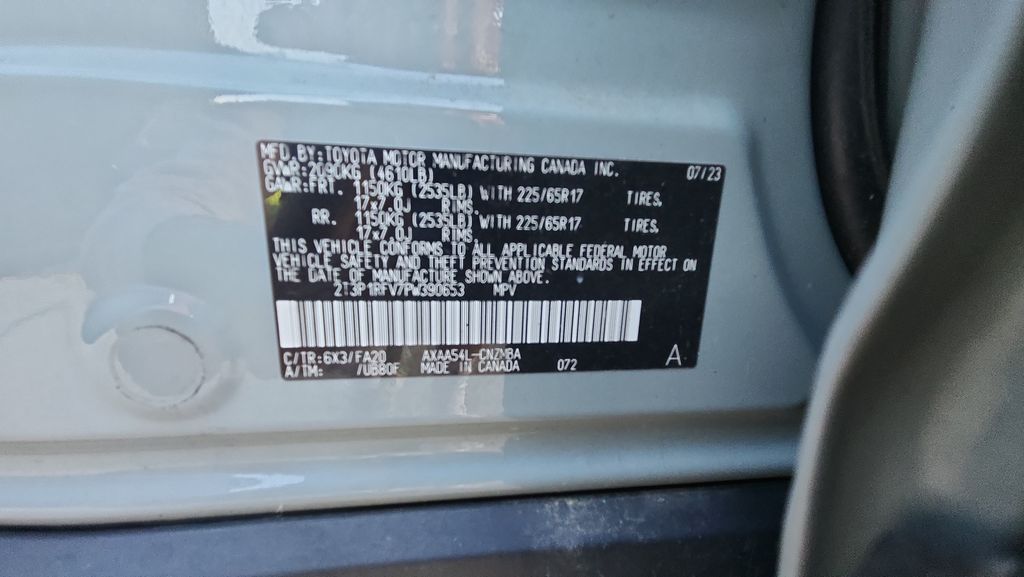 MFD. BY: TOYOTA MOTOR MANUFACTURING CANADA INC. 07/23
GVWR: 2090KG (4610LB)
GAWR: FRT. 1150KG (2535LB) WITH 225/65R17 TIRES,
17x7.0J RIMS,
RR. 1150KG (2535LB) WITH 225/65R17 TIRES,
17x7.0J RIMS,
THIS VEHICLE CONFORMS TO ALL APPLICABLE FEDERAL MOTOR
VEHICLE SAFETY AND THEFT PREVENTION STANDARDS IN EFFECT ON
THE DATE OF MANUFACTURE SHOWN ABOVE.
2T3P1RFV7PW390653 MPV
C/TR: 6X3/FA20 AXAA54L-CNZMBA
A/TM: /UB80F MADE IN CANADA 072 A